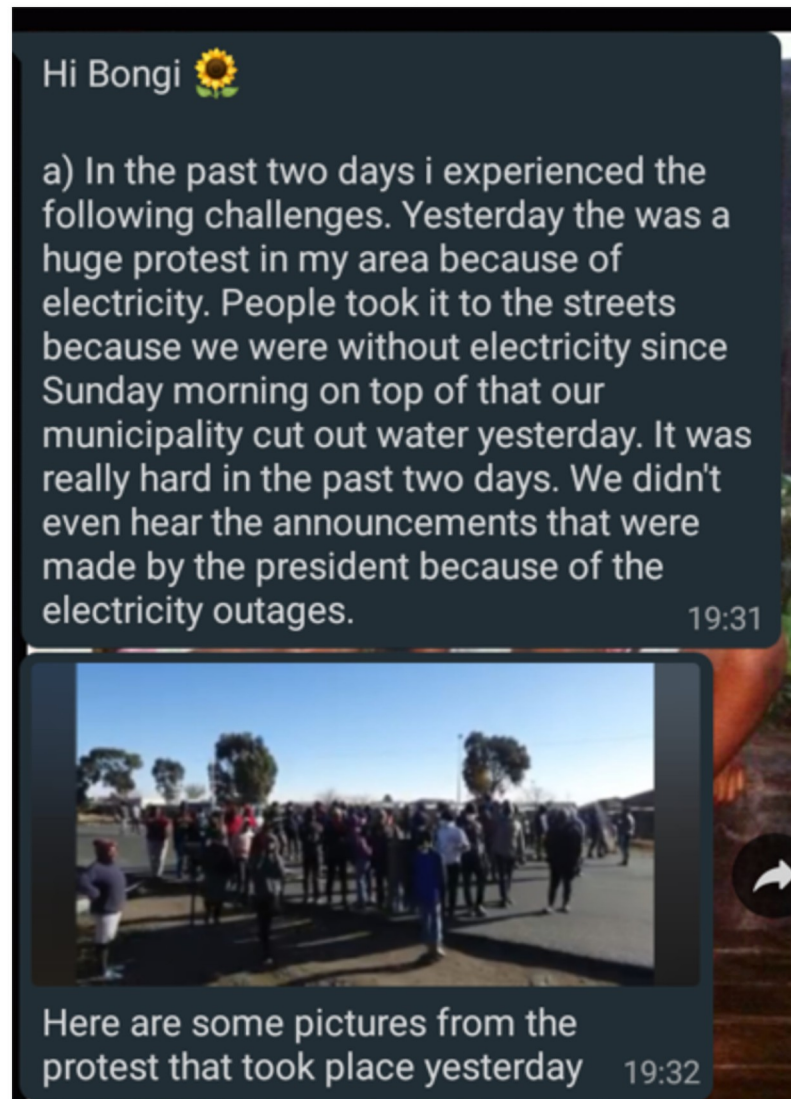 Hi Bongi 🌻
a) In the past two days i experienced the
following challenges. Yesterday the was a
huge protest in my area because of
electricity. People took it to the streets
because we were without electricity since
Sunday morning on top of that our
municipality cut out water yesterday. It was
really hard in the past two days. We didn't
even hear the announcements that were
made by the president because of the
electricity outages. 19:31
Here are some pictures from the
protest that took place yesterday 19:32